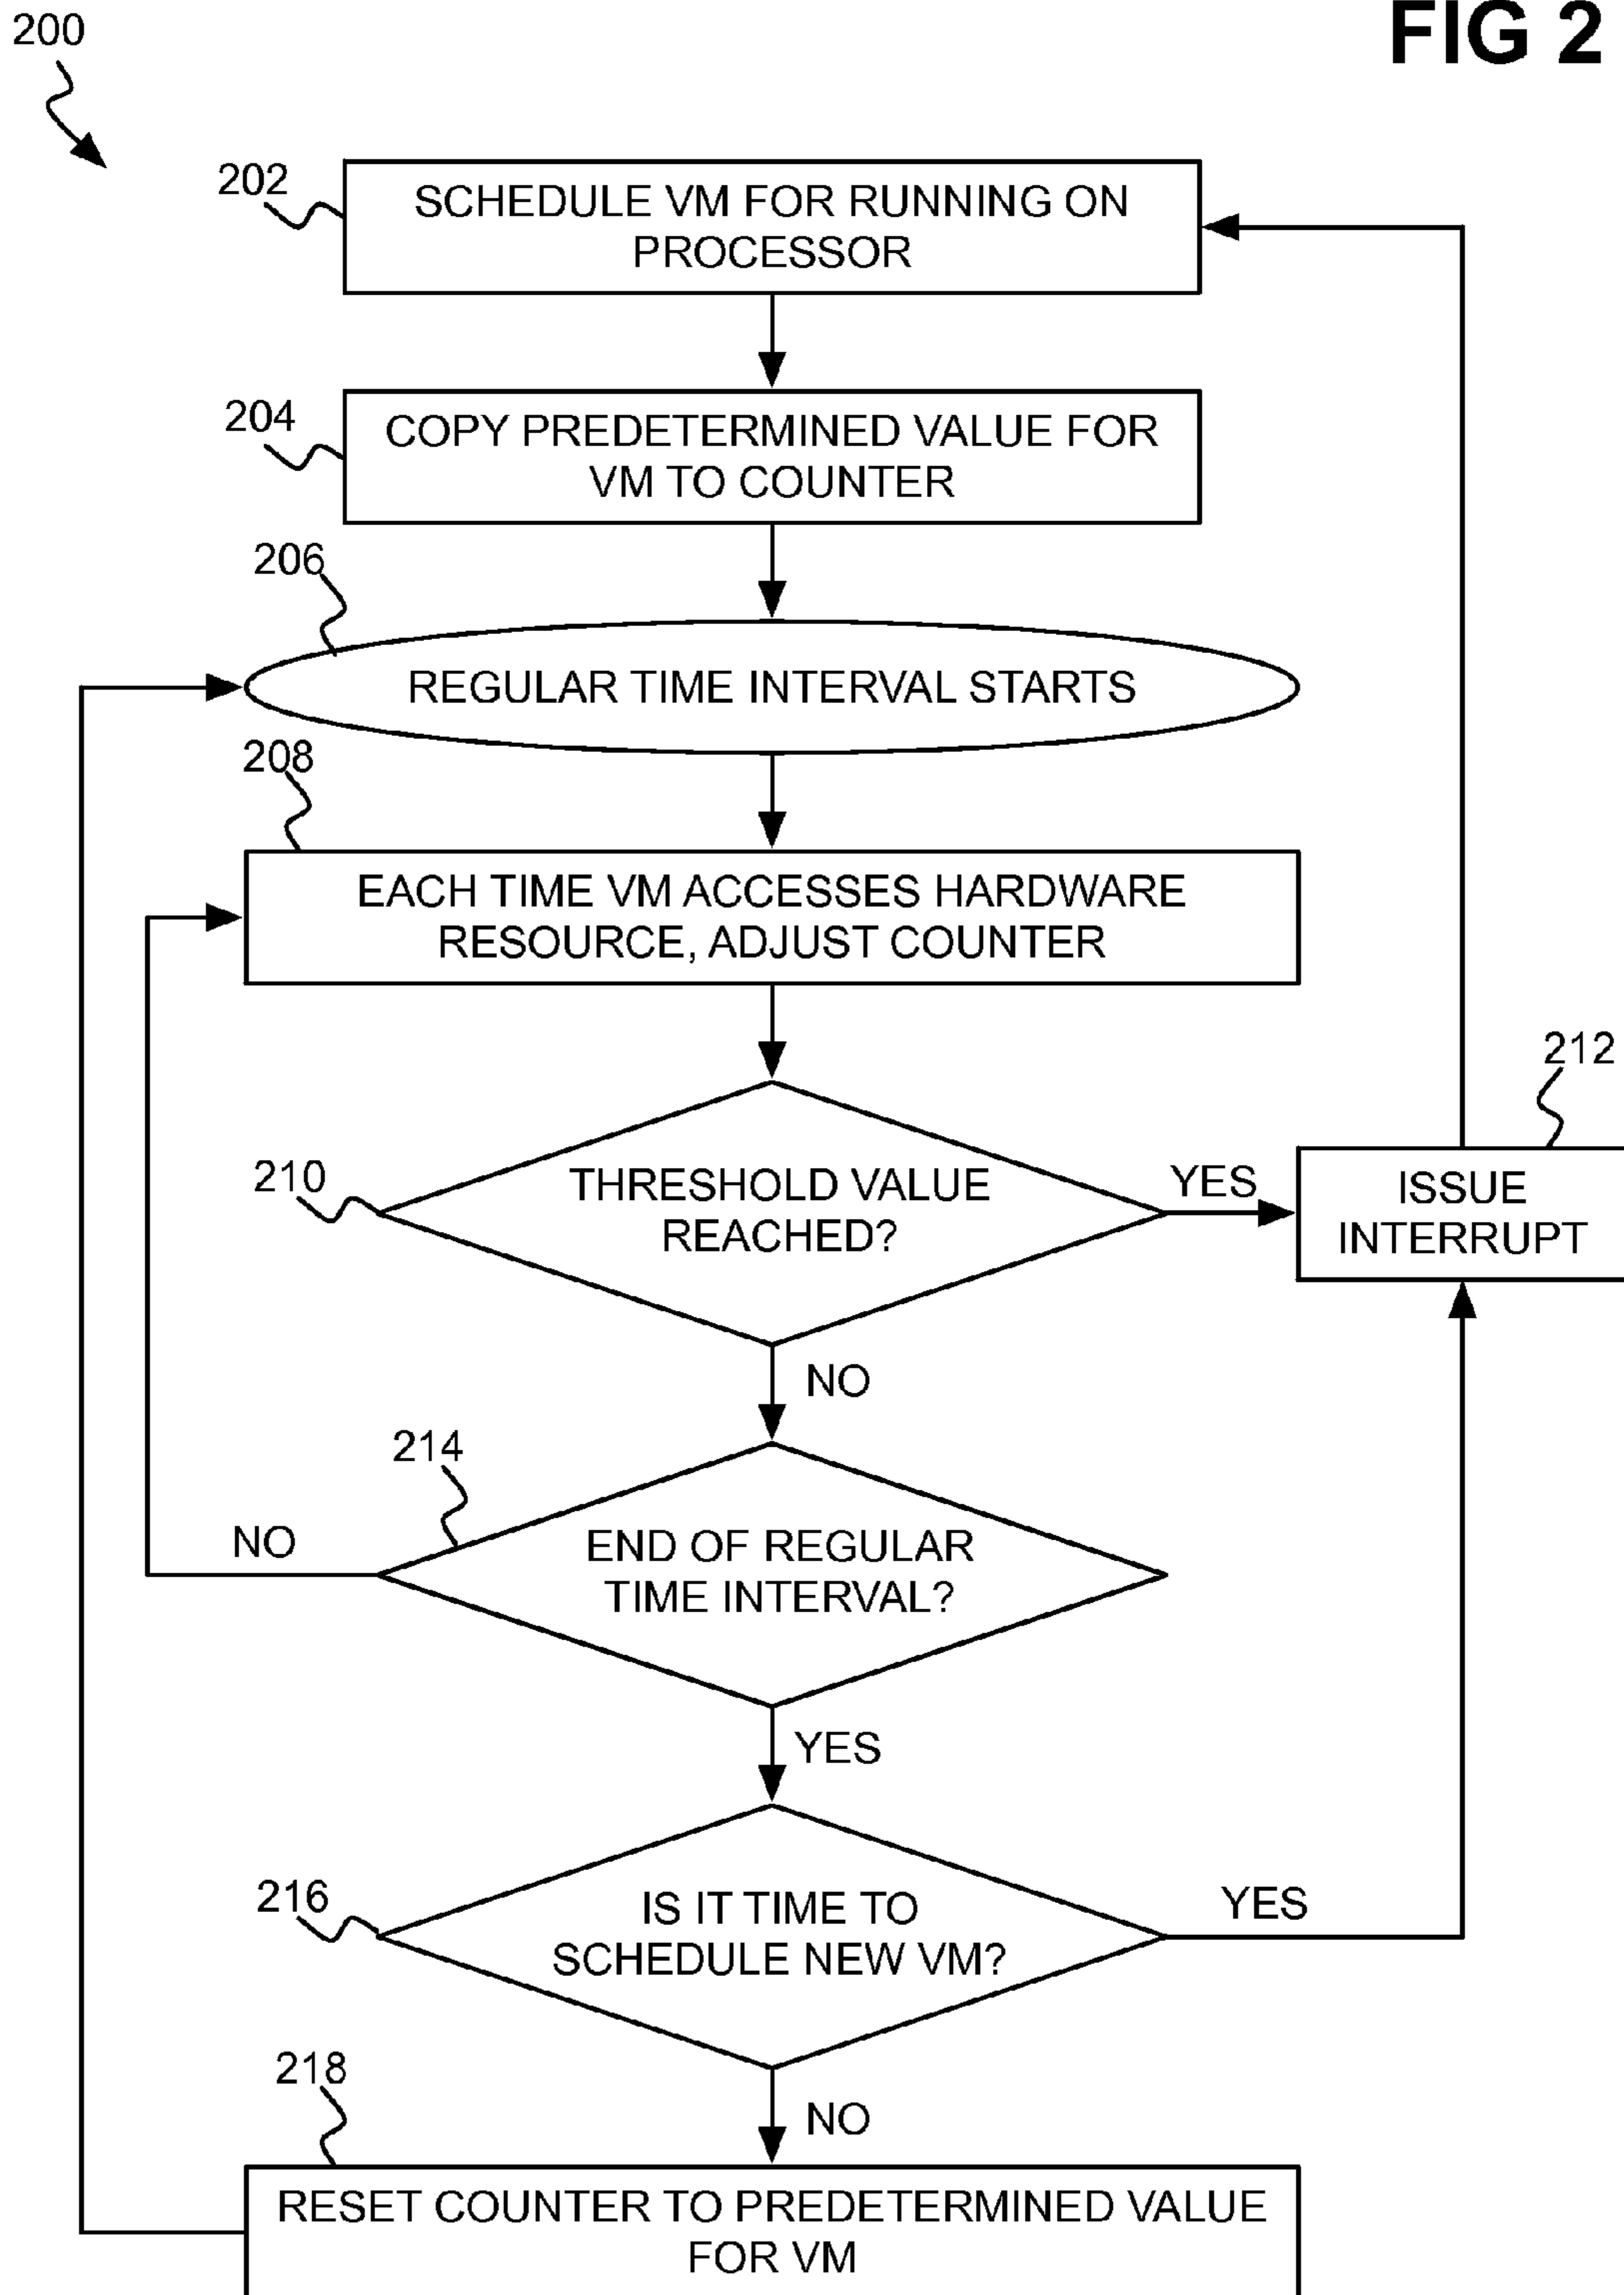 FIG 2
200
202
SCHEDULE VM FOR RUNNING ON
PROCESSOR
204
COPY PREDETERMINED VALUE FOR
VM TO COUNTER
206
REGULAR TIME INTERVAL STARTS
208
EACH TIME VM ACCESSES HARDWARE
RESOURCE, ADJUST COUNTER
210
THRESHOLD VALUE
REACHED?
YES
212
ISSUE
INTERRUPT
NO
214
END OF REGULAR
TIME INTERVAL?
NO
YES
216
IS IT TIME TO
SCHEDULE NEW VM?
YES
NO
218
RESET COUNTER TO PREDETERMINED VALUE
FOR VM